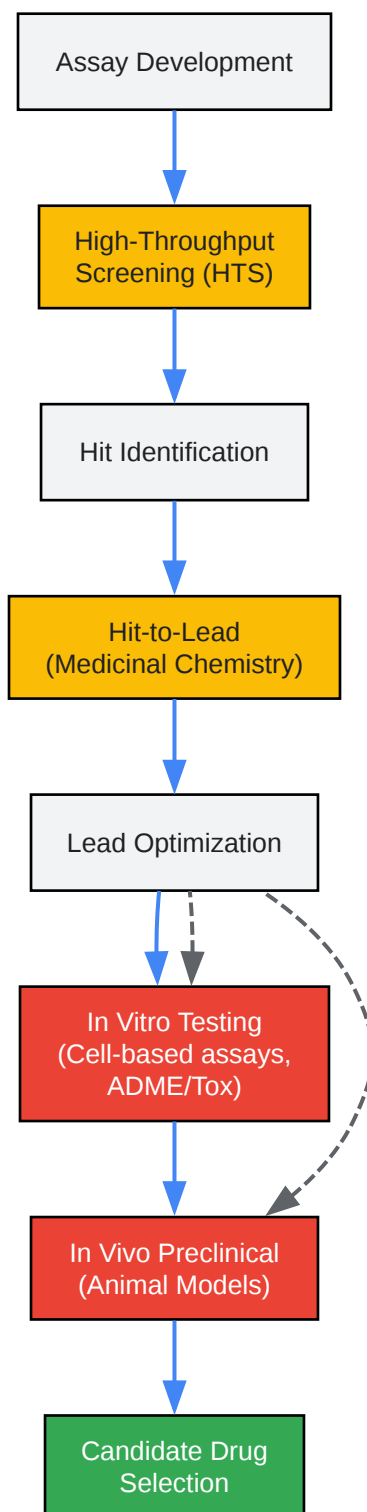 Assay Development
High-Throughput
Screening (HTS)
Hit Identification
Hit-to-Lead
(Medicinal Chemistry)
Lead Optimization
In Vitro Testing
(Cell-based assays,
ADME/Tox)
In Vivo Preclinical
(Animal Models)
Candidate Drug
Selection